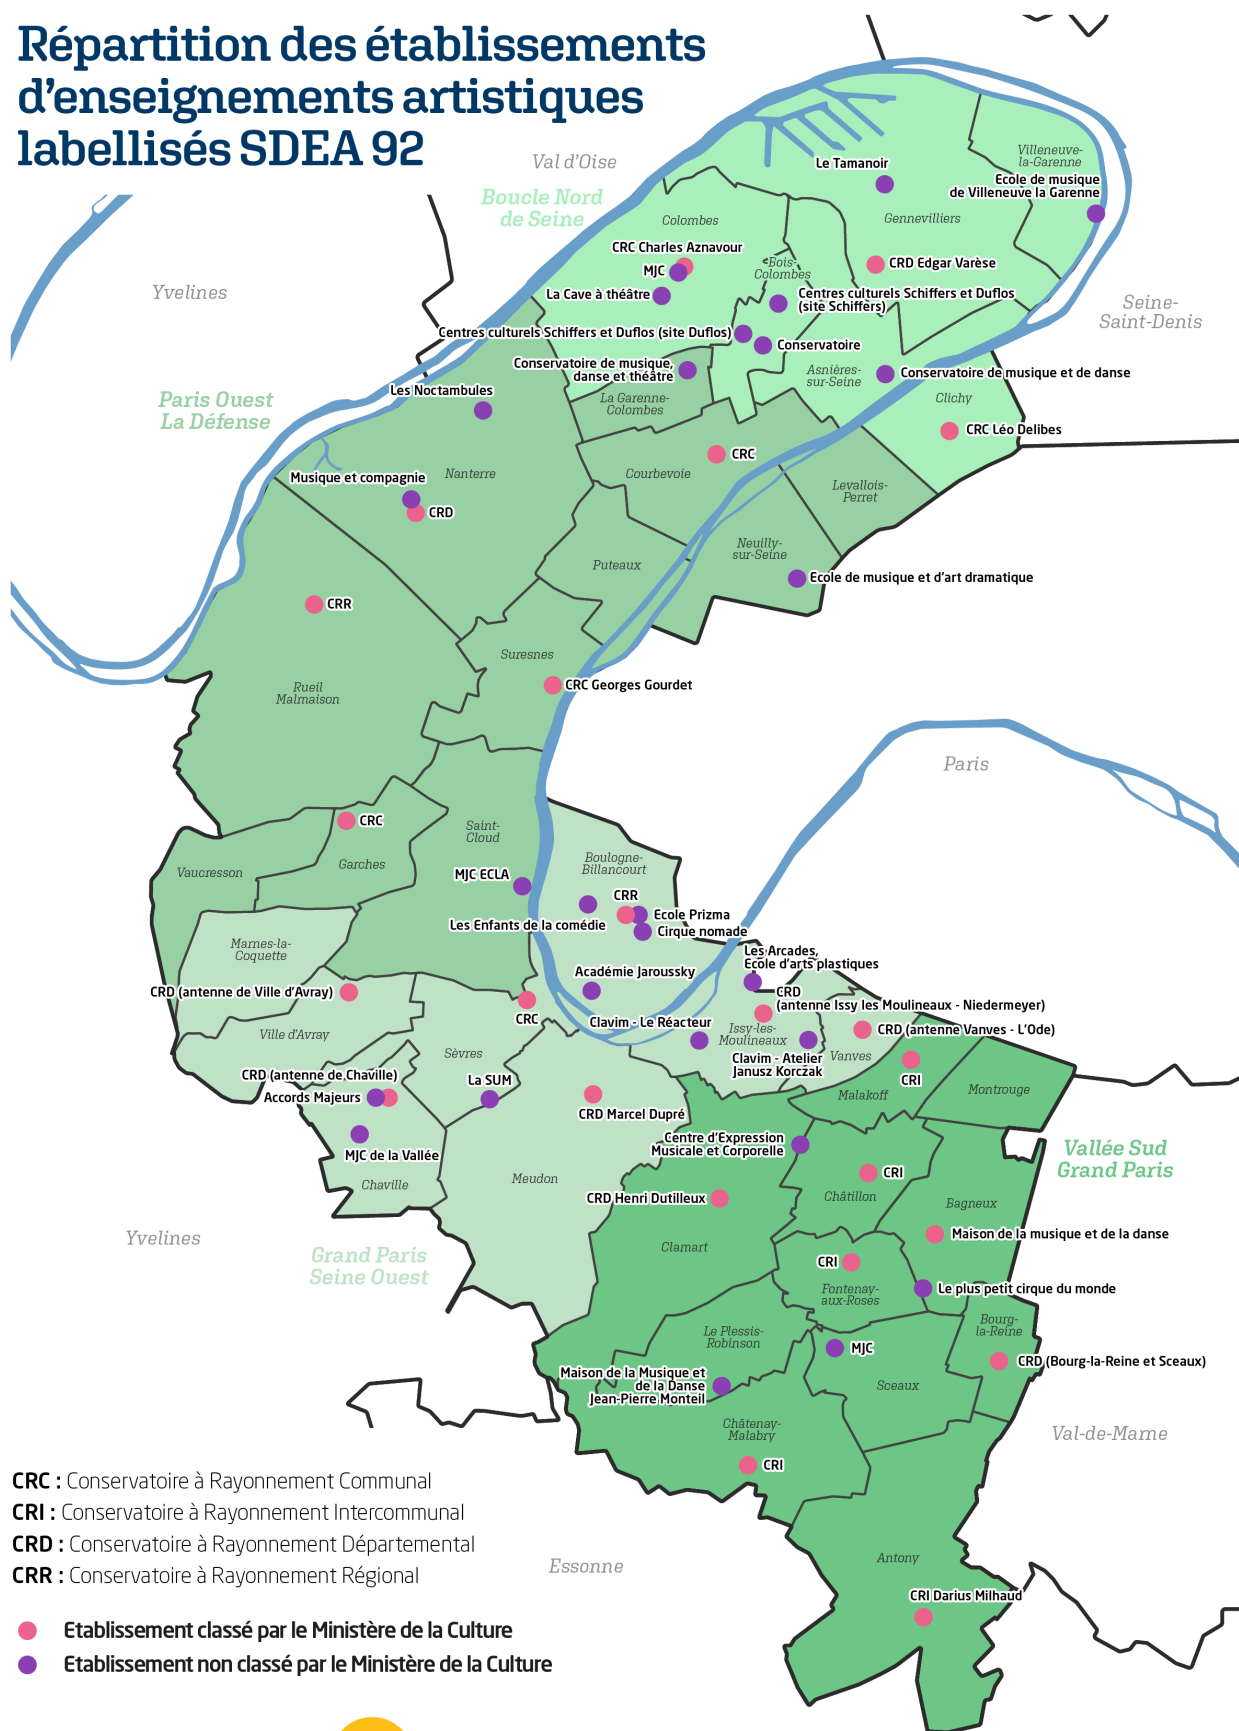 Répartition des établissements
d'enseignements artistiques
labellisés SDEA 92
Val d'Oise
Boucle Nord
de Seine
Villeneuve-
la-Garenne
Le Tamanoir
Ecole de musique
de Villeneuve la Garenne
Gennevilliers
Colombes
CRC Charles Aznavour
MJC
La Cave à théâtre
Bois-
Colombes
CRD Edgar Varèse
Yvelines
Centres culturels Schiffers et Duflos
(site Schiffers)
Seine-
Saint-Denis
Centres culturels Schiffers et Duflos (site Duflos)
Conservatoire
Conservatoire de musique,
danse et théâtre
Asnières-
sur-Seine
Conservatoire de musique et de danse
Les Noctambules
Paris Ouest
La Défense
La Garenne-
Colombes
Clichy
CRC Léo Delibes
CRC
Musique et compagnie
Nanterre
Courbevoie
Levallois-
Perret
CRD
Neuilly-
sur-Seine
Puteaux
Ecole de musique et d'art dramatique
CRR
Suresnes
CRC Georges Gourdet
Rueil
Malmaison
Paris
CRC
Saint-
Cloud
Garches
Vaucresson
Boulogne-
Billancourt
MJC ECLA
CRR
Ecole Prizma
Les Enfants de la comédie
Cirque nomade
Marnes-la-
Coquette
Les Arcades,
Ecole d'arts plastiques
Académie Jaroussky
CRD (antenne de Ville d'Avray)
CRD
(antenne Issy les Moulineaux - Niedermeyer)
CRC
Clavim - Le Réacteur
Ville d'Avray
Issy-les-
Moulineaux
CRD (antenne Vanves - L'Ode)
Sèvres
Clavim - Atelier
Janusz Korczak
Vanves
CRD (antenne de Chaville)
La SUM
CRI
Accords Majeurs
Malakoff
Montrouge
CRD Marcel Dupré
MJC de la Vallée
Centre d'Expression
Musicale et Corporelle
Vallée Sud
Grand Paris
Chaville
Meudon
CRI
Châtillon
CRD Henri Dutilleux
Bagneux
Yvelines
Maison de la musique et de la danse
Grand Paris
Seine Ouest
Clamart
CRI
Fontenay-
aux-Roses
Le plus petit cirque du monde
Bourg-
la-Reine
Le Plessis-
Robinson
MJC
CRD (Bourg-la-Reine et Sceaux)
Maison de la Musique et
de la Danse
Jean-Pierre Monteil
Sceaux
Châtenay-
Malabry
Val-de-Marne
CRI
CRC : Conservatoire à Rayonnement Communal
CRI : Conservatoire à Rayonnement Intercommunal
CRD : Conservatoire à Rayonnement Départemental
CRR : Conservatoire à Rayonnement Régional
Essonne
Antony
CRI Darius Milhaud
Etablissement classé par le Ministère de la Culture
Etablissement non classé par le Ministère de la Culture